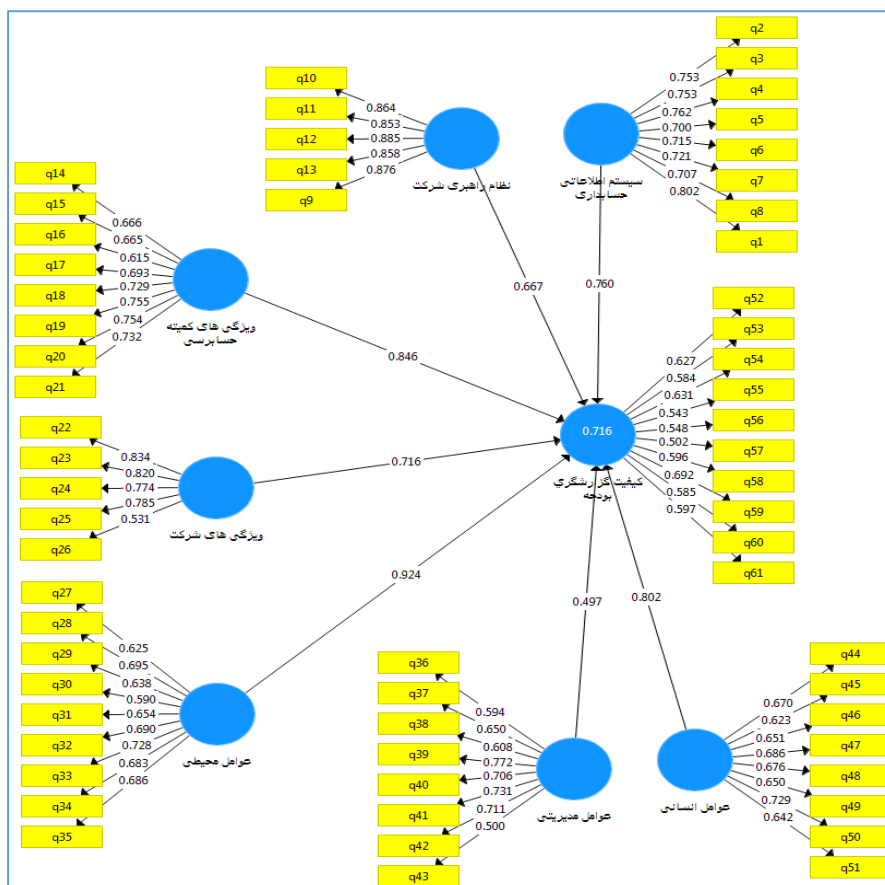 q10
q11
q12
q13
q9
0.864
0.853
0.885
0.858
0.876
نظام راهبری شرکت
0.667
q2
q3
q4
q5
q6
q7
q8
q1
0.753
0.753
0.762
0.700
0.715
0.721
0.707
0.802
سیستم اطلاعاتی
حسابداری
0.760
q14
q15
q16
q17
q18
q19
q20
q21
0.666
0.665
0.615
0.693
0.729
0.755
0.754
0.732
ویژگی های کمیته
حسابرسی
0.846
q22
q23
q24
q25
q26
0.834
0.820
0.774
0.785
0.531
ویژگی های شرکت
0.716
0.716
کیفیت گزارشگری
بودجه
q52
q53
q54
q55
q56
q57
q58
q59
q60
q61
0.627
0.584
0.631
0.543
0.548
0.502
0.596
0.692
0.585
0.597
q27
q28
q29
q30
q31
q32
q33
q34
q35
0.625
0.695
0.638
0.590
0.654
0.690
0.728
0.683
0.686
عوامل محیطی
0.924
q36
q37
q38
q39
q40
q41
q42
q43
0.594
0.650
0.608
0.772
0.706
0.731
0.711
0.500
عوامل مدیریتی
0.497
q44
q45
q46
q47
q48
q49
q50
q51
0.670
0.623
0.651
0.686
0.676
0.650
0.729
0.642
عوامل انسانی
0.802